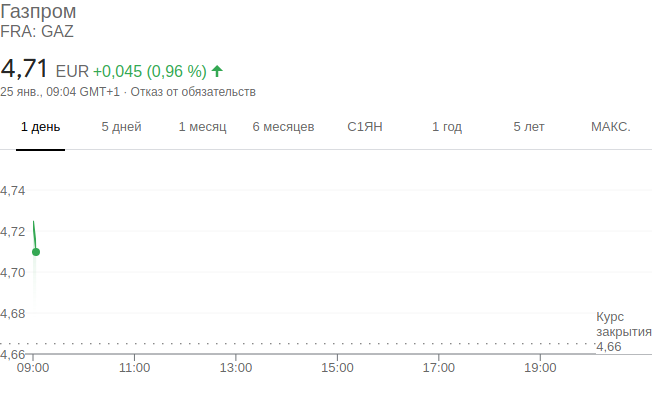 Газпром
FRA: GAZ
4,71 EUR +0,045 (0,96 %)
25 янв., 09:04 GMT+1 · Отказ от обязательств
1 день 5 дней 1 месяц 6 месяцев С1ЯН 1 год 5 лет МАКС.
4,74
4,72
4,70
4,68
4,66
Курс
закрытия
4,66
09:00 11:00 13:00 15:00 17:00 19:00